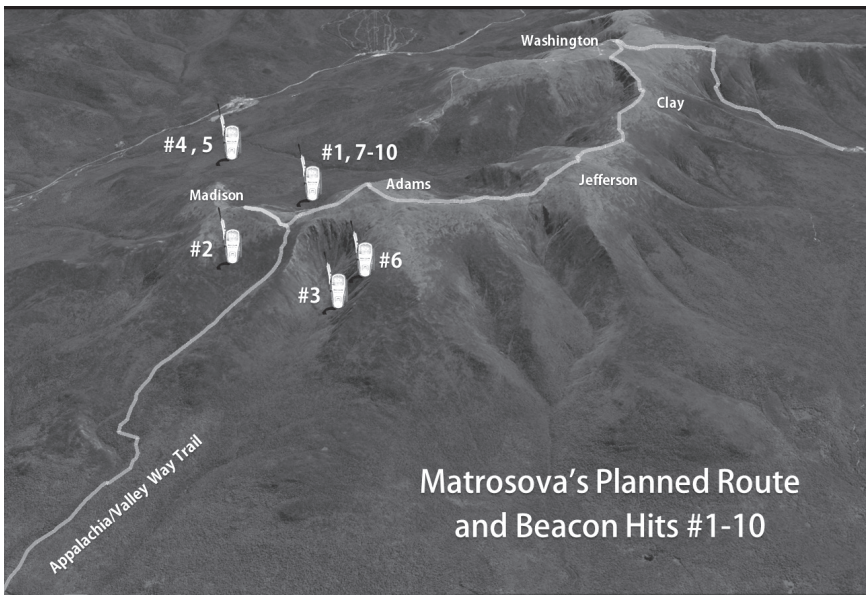 Washington
Clay
#4 , 5
#1, 7-10
Adams
Jefferson
Madison
#2
#6
#3
Appalachia/Valley Way Trail
Matrosova's Planned Route
and Beacon Hits #1-10